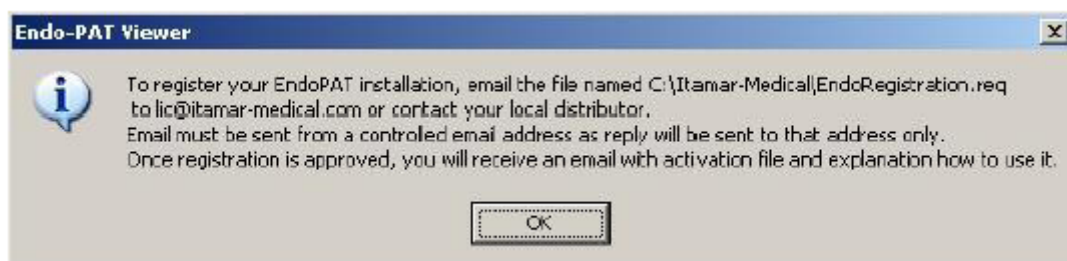 Endo-PAT Viewer
To register your EndoPAT installation, email the file named C:\Itamar-Medical\EndoRegistration.req
to lic@itamar-medical.com or contact your local distributor.
Email must be sent from a controlled email address as reply will be sent to that address only.
Once registration is approved, you will receive an email with activation file and explanation how to use it.
OK